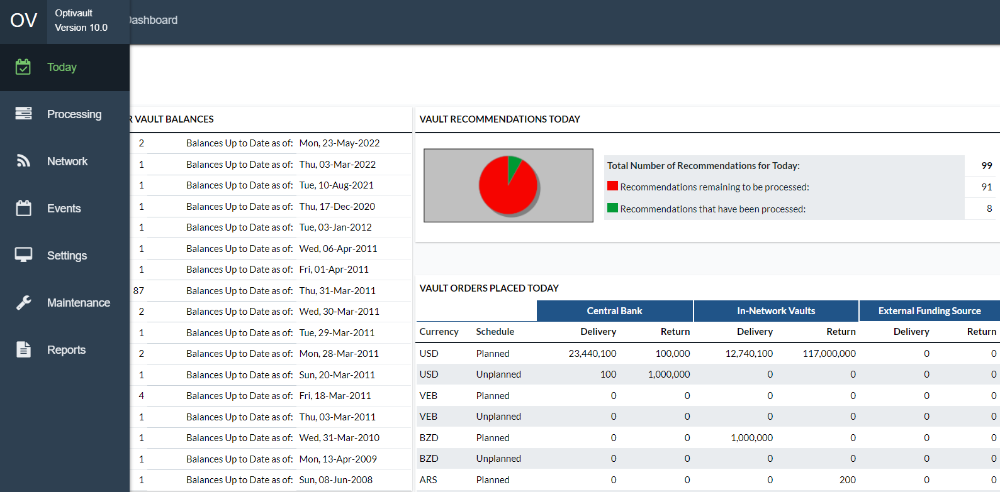 OV
Optivault
Version 10.0
Dashboard
Today
Processing
Network
Events
Settings
Maintenance
Reports
R VAULT BALANCES
2 Balances Up to Date as of: Mon, 23-May-2022
1 Balances Up to Date as of: Thu, 03-Mar-2022
1 Balances Up to Date as of: Tue, 10-Aug-2021
1 Balances Up to Date as of: Thu, 17-Dec-2020
1 Balances Up to Date as of: Tue, 03-Jan-2012
1 Balances Up to Date as of: Wed, 06-Apr-2011
1 Balances Up to Date as of: Fri, 01-Apr-2011
87 Balances Up to Date as of: Thu, 31-Mar-2011
2 Balances Up to Date as of: Wed, 30-Mar-2011
1 Balances Up to Date as of: Tue, 29-Mar-2011
2 Balances Up to Date as of: Mon, 28-Mar-2011
1 Balances Up to Date as of: Sun, 20-Mar-2011
4 Balances Up to Date as of: Fri, 18-Mar-2011
1 Balances Up to Date as of: Thu, 03-Mar-2011
1 Balances Up to Date as of: Wed, 31-Mar-2010
1 Balances Up to Date as of: Mon, 13-Apr-2009
1 Balances Up to Date as of: Sun, 08-Jun-2008
VAULT RECOMMENDATIONS TODAY
Total Number of Recommendations for Today: 99
Recommendations remaining to be processed: 91
Recommendations that have been processed: 8
VAULT ORDERS PLACED TODAY
Central Bank In-Network Vaults External Funding Source
Currency Schedule Delivery Return Delivery Return Delivery Return
USD Planned 23,440,100 100,000 12,740,100 117,000,000 0 0
USD Unplanned 100 1,000,000 0 0 0 0
VEB Planned 0 0 0 0 0 0
VEB Unplanned 0 0 0 0 0 0
BZD Planned 0 0 1,000,000 0 0 0
BZD Unplanned 0 0 0 0 0 0
ARS Planned 0 0 0 200 0 0